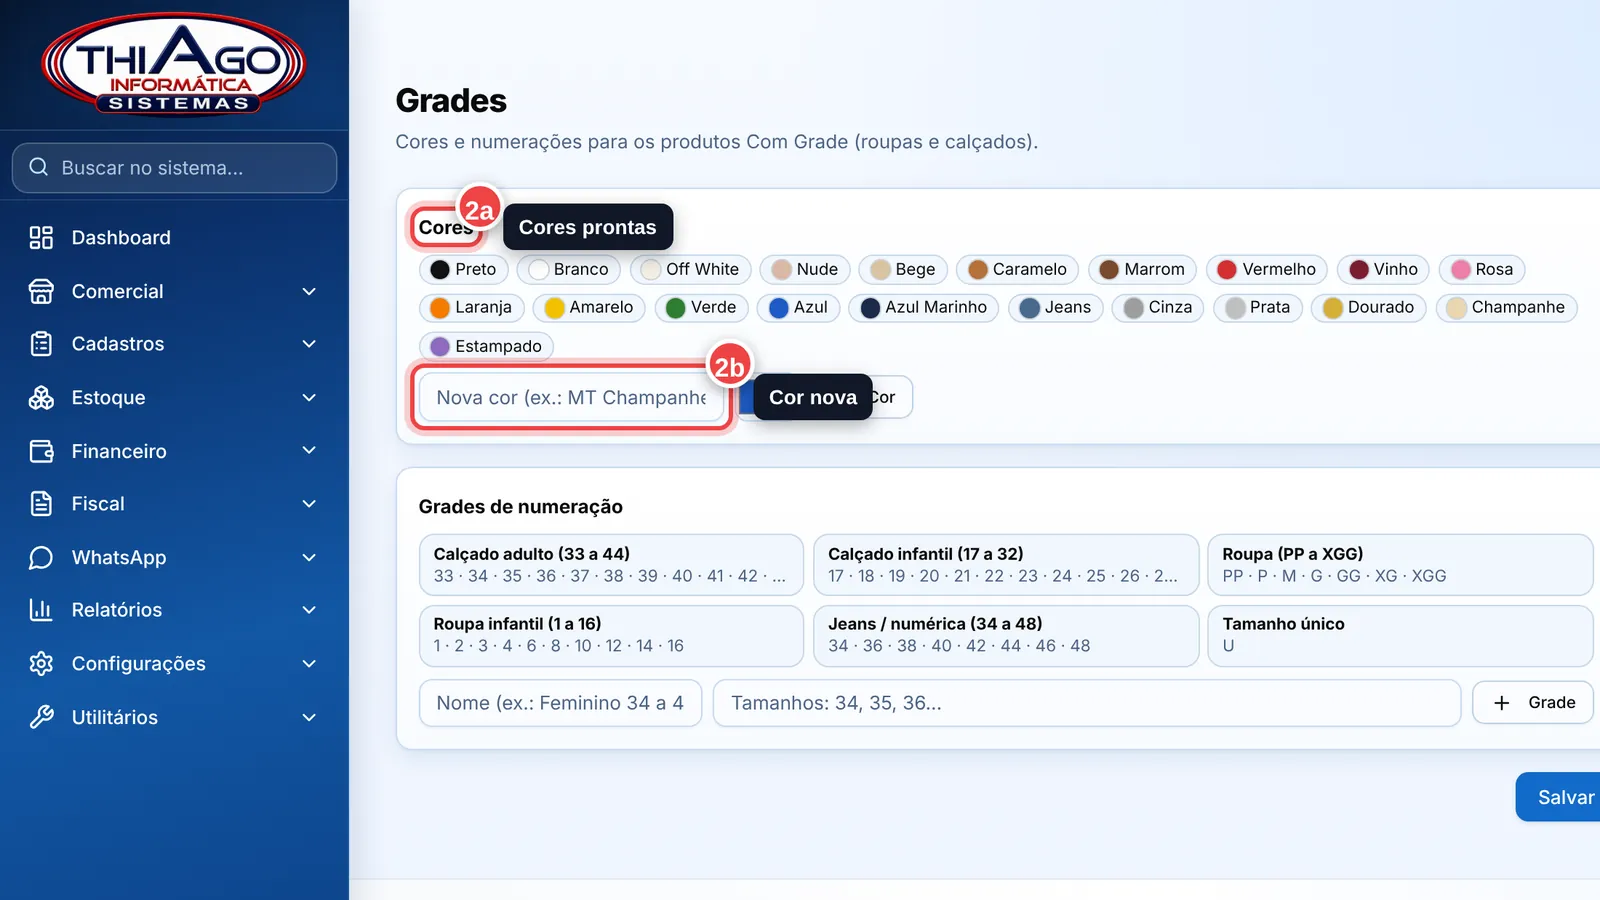 THIAGO
INFORMÁTICA
SISTEMAS
Buscar no sistema...
Dashboard
Comercial
Cadastros
Estoque
Financeiro
Fiscal
WhatsApp
Relatórios
Configurações
Utilitários
Grades
Cores e numerações para os produtos Com Grade (roupas e calçados).
Cores
2a
Cores prontas
Preto
Branco
Off White
Nude
Bege
Caramelo
Marrom
Vermelho
Vinho
Rosa
Laranja
Amarelo
Verde
Azul
Azul Marinho
Jeans
Cinza
Prata
Dourado
Champanhe
Estampado
2b
Nova cor (ex.: MT Champanhe
Cor nova
Cor
Grades de numeração
Calçado adulto (33 a 44)
33 · 34 · 35 · 36 · 37 · 38 · 39 · 40 · 41 · 42 · ...
Calçado infantil (17 a 32)
17 · 18 · 19 · 20 · 21 · 22 · 23 · 24 · 25 · 26 · 2...
Roupa (PP a XGG)
PP · P · M · G · GG · XG · XGG
Roupa infantil (1 a 16)
1 · 2 · 3 · 4 · 6 · 8 · 10 · 12 · 14 · 16
Jeans / numérica (34 a 48)
34 · 36 · 38 · 40 · 42 · 44 · 46 · 48
Tamanho único
U
Nome (ex.: Feminino 34 a 4
Tamanhos: 34, 35, 36...
+ Grade
Salvar